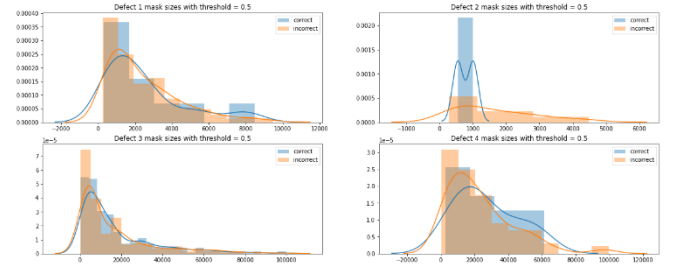 Defect 1 mask sizes with threshold = 0.5
0.00040
0.00035
0.00030
0.00025
0.00020
0.00015
0.00010
0.00005
0.00000
−2000 0 2000 4000 6000 8000 10000 12000
correct
incorrect
Defect 2 mask sizes with threshold = 0.5
0.0020
0.0015
0.0010
0.0005
0.0000
−1000 0 1000 2000 3000 4000 5000 6000
correct
incorrect
Defect 3 mask sizes with threshold = 0.5
1e−5
7
6
5
4
3
2
1
0
0 20000 40000 60000 80000 100000
correct
incorrect
Defect 4 mask sizes with threshold = 0.5
1e−5
3.0
2.5
2.0
1.5
1.0
0.5
0.0
−20000 0 20000 40000 60000 80000 100000 120000
correct
incorrect